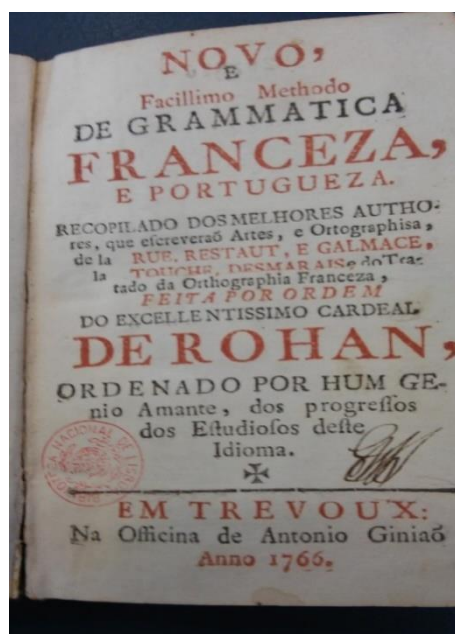 NOVO,
E
Facillimo Methodo
DE GRAMMATICA
FRANCEZA,
E PORTUGUEZA.
RECOPILADO DOS MELHORES AUTHO-
res, que eſcreveraõ Artes, e Ortographisa,
de la RUE, RESTAUT, E GALMACE,
la TOUCHE, DESMARAIS e do Tra-
tado da Orthographia Franceza,
FEITA POR ORDEM
DO EXCELLENTISSIMO CARDEAL
DE ROHAN,
ORDENADO POR HUM GE-
nio Amante, dos progreſſos
dos Eſtudioſos deſte
Idioma.
EM TREVOUX:
Na Officina de Antonio Giniaõ
Anno 1766.